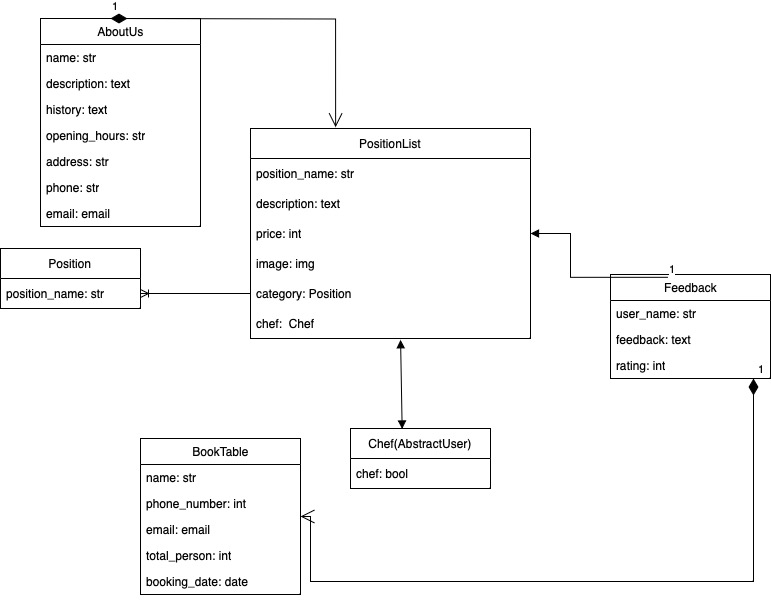 1
AboutUs
name: str
description: text
history: text
opening_hours: str
address: str
phone: str
email: email
PositionList
position_name: str
description: text
price: int
image: img
category: Position
chef:  Chef
Position
position_name: str
1
Feedback
user_name: str
feedback: text
rating: int
1
Chef(AbstractUser)
chef: bool
BookTable
name: str
phone_number: int
email: email
total_person: int
booking_date: date